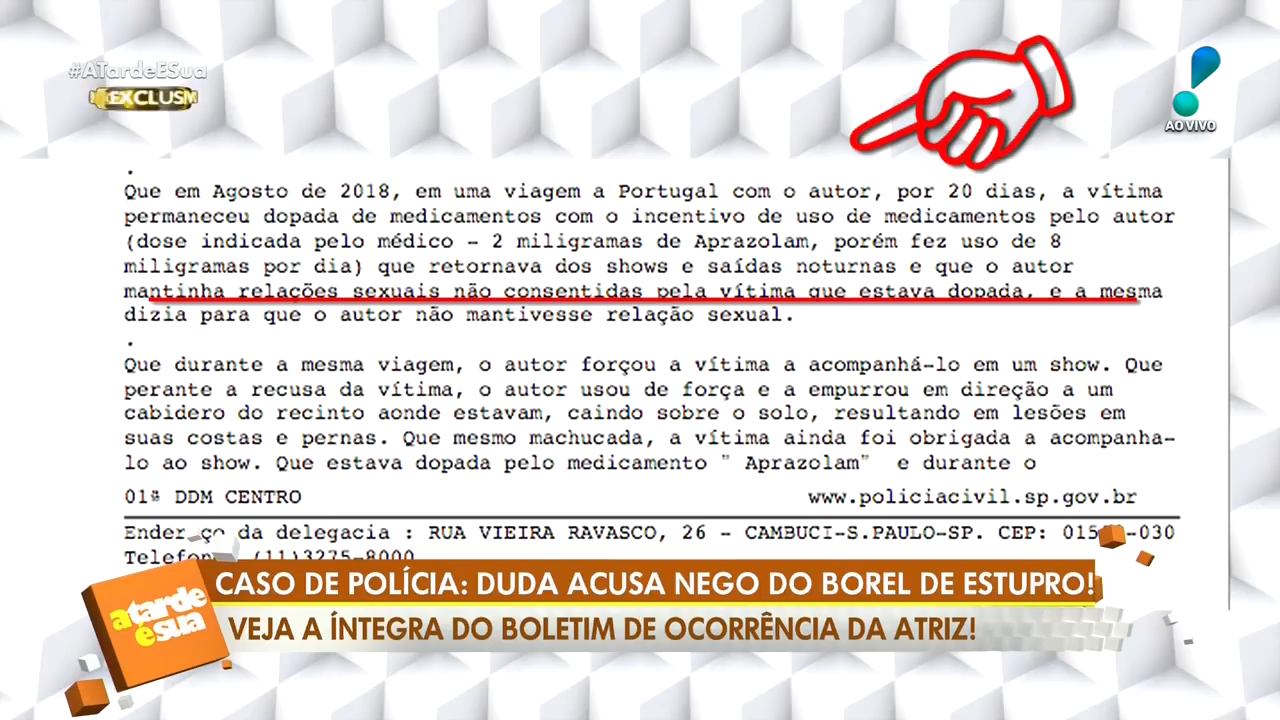 #ATardeESua
EXCLUSIV
AO VIVO
.
Que em Agosto de 2018, em uma viagem a Portugal com o autor, por 20 dias, a vítima
permaneceu dopada de medicamentos com o incentivo de uso de medicamentos pelo autor
(dose indicada pelo médico - 2 miligramas de Aprazolam, porém fez uso de 8
miligramas por dia) que retornava dos shows e saídas noturnas e que o autor
mantinha relações sexuais não consentidas pela vítima que estava dopada, e a mesma
dizia para que o autor não mantivesse relação sexual.
.
Que durante a mesma viagem, o autor forçou a vítima a acompanhá-lo em um show. Que
perante a recusa da vítima, o autor usou de força e a empurrou em direção a um
cabidero do recinto aonde estavam, caindo sobre o solo, resultando em lesões em
suas costas e pernas. Que mesmo machucada, a vítima ainda foi obrigada a acompanha-
lo ao show. Que estava dopada pelo medicamento " Aprazolam" e durante o
01ª DDM CENTRO www.policiacivil.sp.gov.br
da delegacia : RUA VIEIRA RAVASCO, 26 - CAMBUCI-S.PAULO-SP. CEP:
(11)3275-8000
CASO DE POLÍCIA: DUDA ACUSA NEGO DO BOREL DE ESTUPRO!
a tarde é sua
VEJA A ÍNTEGRA DO BOLETIM DE OCORRÊNCIA DA ATRIZ!